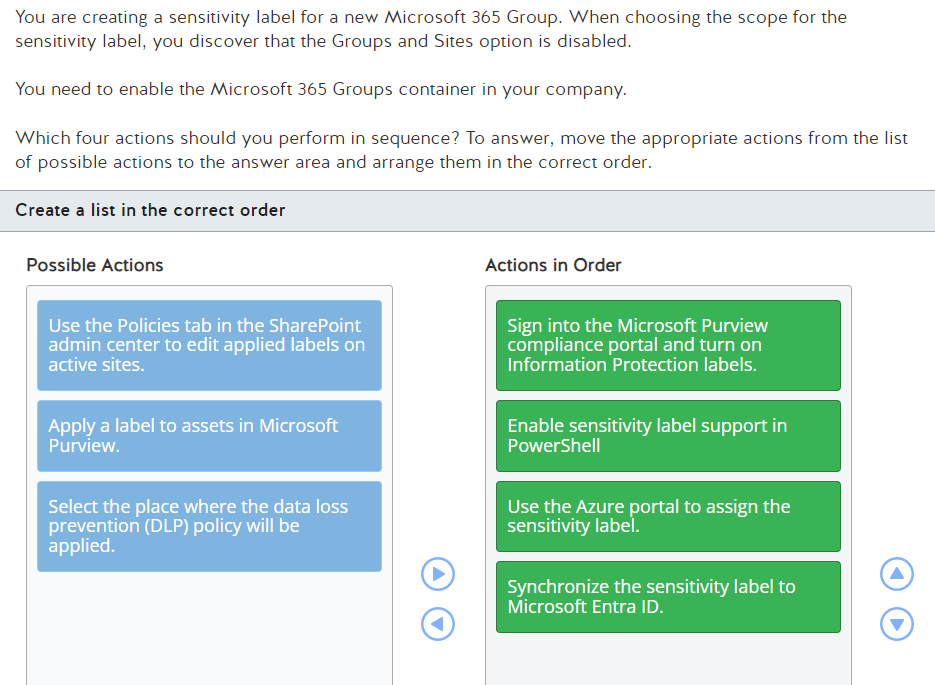 You are creating a sensitivity label for a new Microsoft 365 Group. When choosing the scope for the
sensitivity label, you discover that the Groups and Sites option is disabled.
You need to enable the Microsoft 365 Groups container in your company.
Which four actions should you perform in sequence? To answer, move the appropriate actions from the list
of possible actions to the answer area and arrange them in the correct order.
Create a list in the correct order
Possible Actions
Use the Policies tab in the SharePoint
admin center to edit applied labels on
active sites.
Apply a label to assets in Microsoft
Purview.
Select the place where the data loss
prevention (DLP) policy will be
applied.
Actions in Order
Sign into the Microsoft Purview
compliance portal and turn on
Information Protection labels.
Enable sensitivity label support in
PowerShell
Use the Azure portal to assign the
sensitivity label.
Synchronize the sensitivity label to
Microsoft Entra ID.